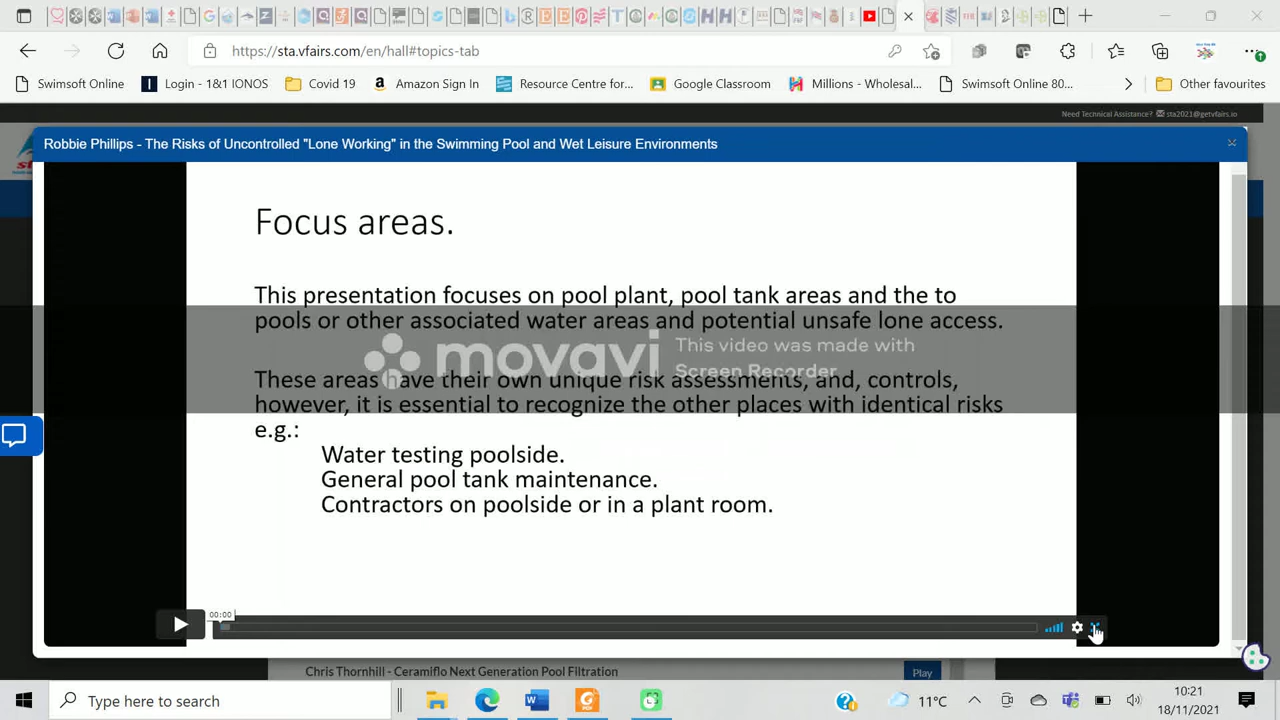 https://sta.vfairs.com/en/hall#topics-tab
Swimsoft Online
Login - 1&1 IONOS
Covid 19
Amazon Sign In
Resource Centre for...
Google Classroom
Millions - Wholesal...
Swimsoft Online 80...
Other favourites
Need Technical Assistance? sta2021@getvfairs.io
Robbie Phillips - The Risks of Uncontrolled "Lone Working" in the Swimming Pool and Wet Leisure Environments
Focus areas.
This presentation focuses on pool plant, pool tank areas and the to
pools or other associated water areas and potential unsafe lone access.
movavi
This video was made with
Screen Recorder
These areas have their own unique risk assessments, and, controls,
however, it is essential to recognize the other places with identical risks
e.g.:
Water testing poolside.
General pool tank maintenance.
Contractors on poolside or in a plant room.
00:00
Chris Thornhill - Ceramiflo Next Generation Pool Filtration
Play
Type here to search
11°C
10:21
18/11/2021